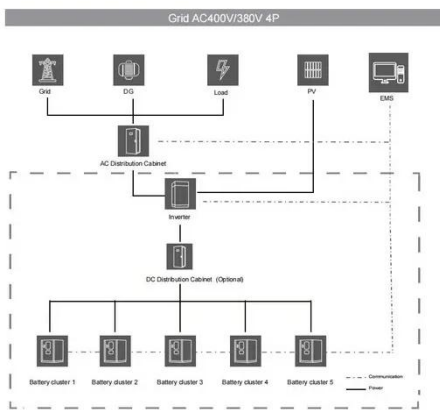 Grid AC400V/380V 4P
Grid
DG
Load
PV
EMS
AC Distribution Cabinet
Inverter
DC Distribution Cabinet (Optional)
Battery cluster 1
Battery cluster 2
Battery cluster 3
Battery cluster 4
Battery cluster 5
Communication
Power